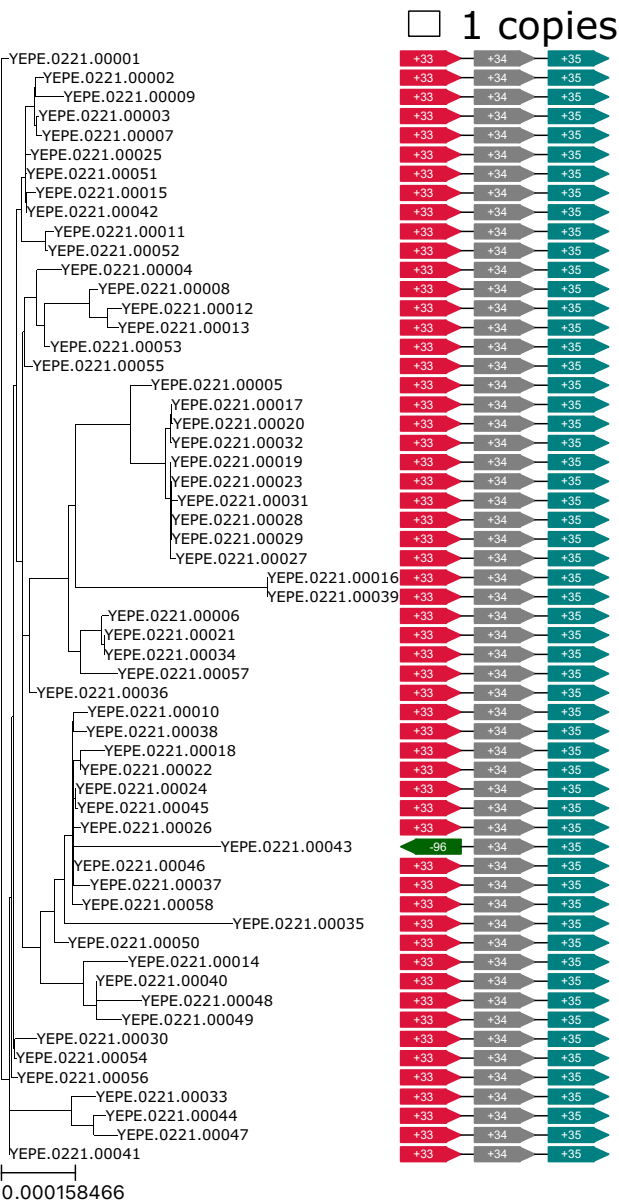 1 copies
YEPE.0221.00001 +33 +34 +35
YEPE.0221.00002 +33 +34 +35
YEPE.0221.00009 +33 +34 +35
YEPE.0221.00003 +33 +34 +35
YEPE.0221.00007 +33 +34 +35
YEPE.0221.00025 +33 +34 +35
YEPE.0221.00051 +33 +34 +35
YEPE.0221.00015 +33 +34 +35
YEPE.0221.00042 +33 +34 +35
YEPE.0221.00011 +33 +34 +35
YEPE.0221.00052 +33 +34 +35
YEPE.0221.00004 +33 +34 +35
YEPE.0221.00008 +33 +34 +35
YEPE.0221.00012 +33 +34 +35
YEPE.0221.00013 +33 +34 +35
YEPE.0221.00053 +33 +34 +35
YEPE.0221.00055 +33 +34 +35
YEPE.0221.00005 +33 +34 +35
YEPE.0221.00017 +33 +34 +35
YEPE.0221.00020 +33 +34 +35
YEPE.0221.00032 +33 +34 +35
YEPE.0221.00019 +33 +34 +35
YEPE.0221.00023 +33 +34 +35
YEPE.0221.00031 +33 +34 +35
YEPE.0221.00028 +33 +34 +35
YEPE.0221.00029 +33 +34 +35
YEPE.0221.00027 +33 +34 +35
YEPE.0221.00016 +33 +34 +35
YEPE.0221.00039 +33 +34 +35
YEPE.0221.00006 +33 +34 +35
YEPE.0221.00021 +33 +34 +35
YEPE.0221.00034 +33 +34 +35
YEPE.0221.00057 +33 +34 +35
YEPE.0221.00036 +33 +34 +35
YEPE.0221.00010 +33 +34 +35
YEPE.0221.00038 +33 +34 +35
YEPE.0221.00018 +33 +34 +35
YEPE.0221.00022 +33 +34 +35
YEPE.0221.00024 +33 +34 +35
YEPE.0221.00045 +33 +34 +35
YEPE.0221.00026 +33 +34 +35
YEPE.0221.00043 -96 +34 +35
YEPE.0221.00046 +33 +34 +35
YEPE.0221.00037 +33 +34 +35
YEPE.0221.00058 +33 +34 +35
YEPE.0221.00035 +33 +34 +35
YEPE.0221.00050 +33 +34 +35
YEPE.0221.00014 +33 +34 +35
YEPE.0221.00040 +33 +34 +35
YEPE.0221.00048 +33 +34 +35
YEPE.0221.00049 +33 +34 +35
YEPE.0221.00030 +33 +34 +35
YEPE.0221.00054 +33 +34 +35
YEPE.0221.00056 +33 +34 +35
YEPE.0221.00033 +33 +34 +35
YEPE.0221.00044 +33 +34 +35
YEPE.0221.00047 +33 +34 +35
YEPE.0221.00041 +33 +34 +35
0.000158466